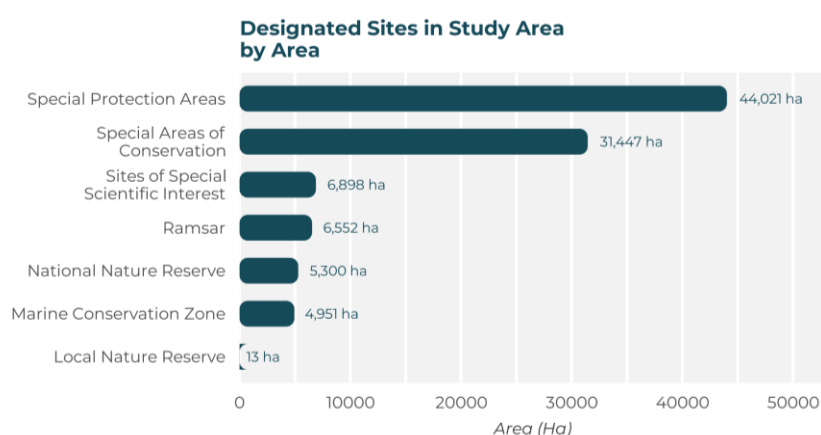 Designated Sites in Study Area
by Area
Special Protection Areas
44,021 ha
Special Areas of
Conservation
31,447 ha
Sites of Special
Scientific Interest
6,898 ha
Ramsar
6,552 ha
National Nature Reserve
5,300 ha
Marine Conservation Zone
4,951 ha
Local Nature Reserve
13 ha
0 10000 20000 30000 40000 50000
Area (Ha)